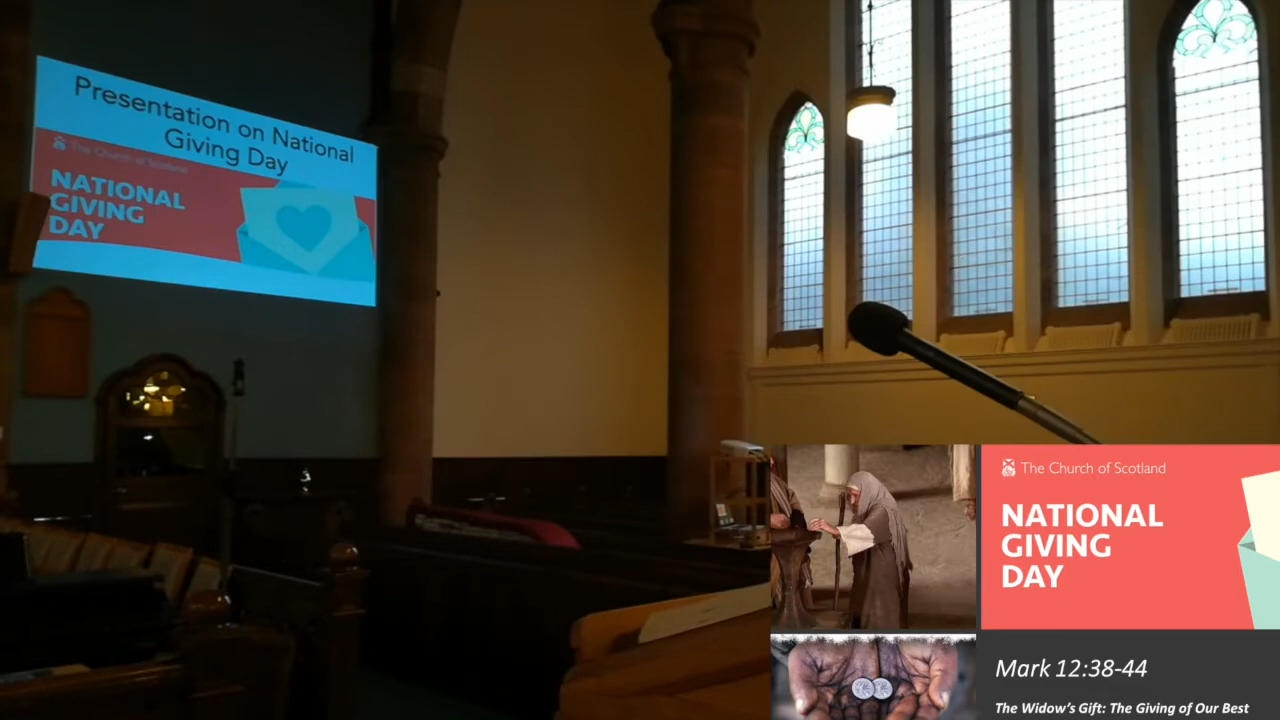 Presentation on National
Giving Day
The Church of Scotland
NATIONAL
GIVING
DAY
The Church of Scotland
NATIONAL
GIVING
DAY
Mark 12:38-44
The Widow's Gift: The Giving of Our Best